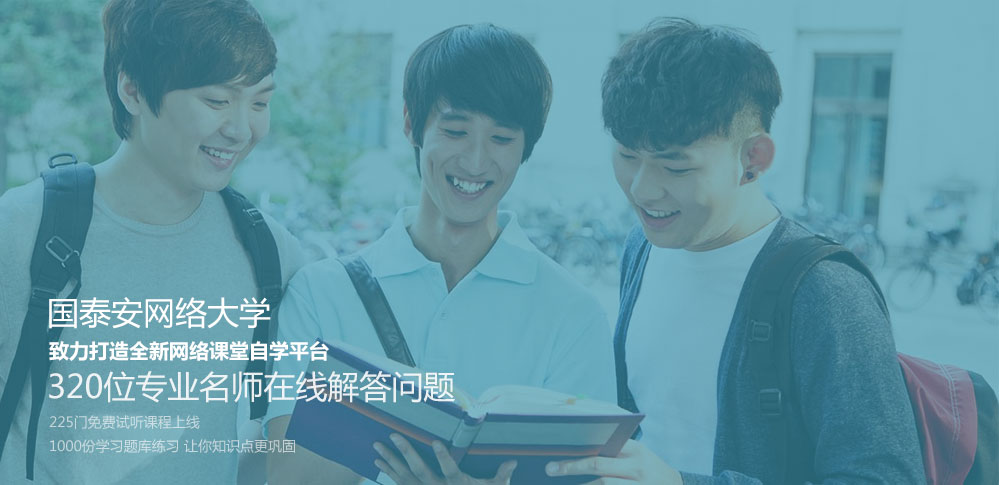 国泰安网络大学
致力打造全新网络课堂自学平台
320位专业名师在线解答问题
225门免费试听课程上线
1000份学习题库练习 让你知识点更巩固